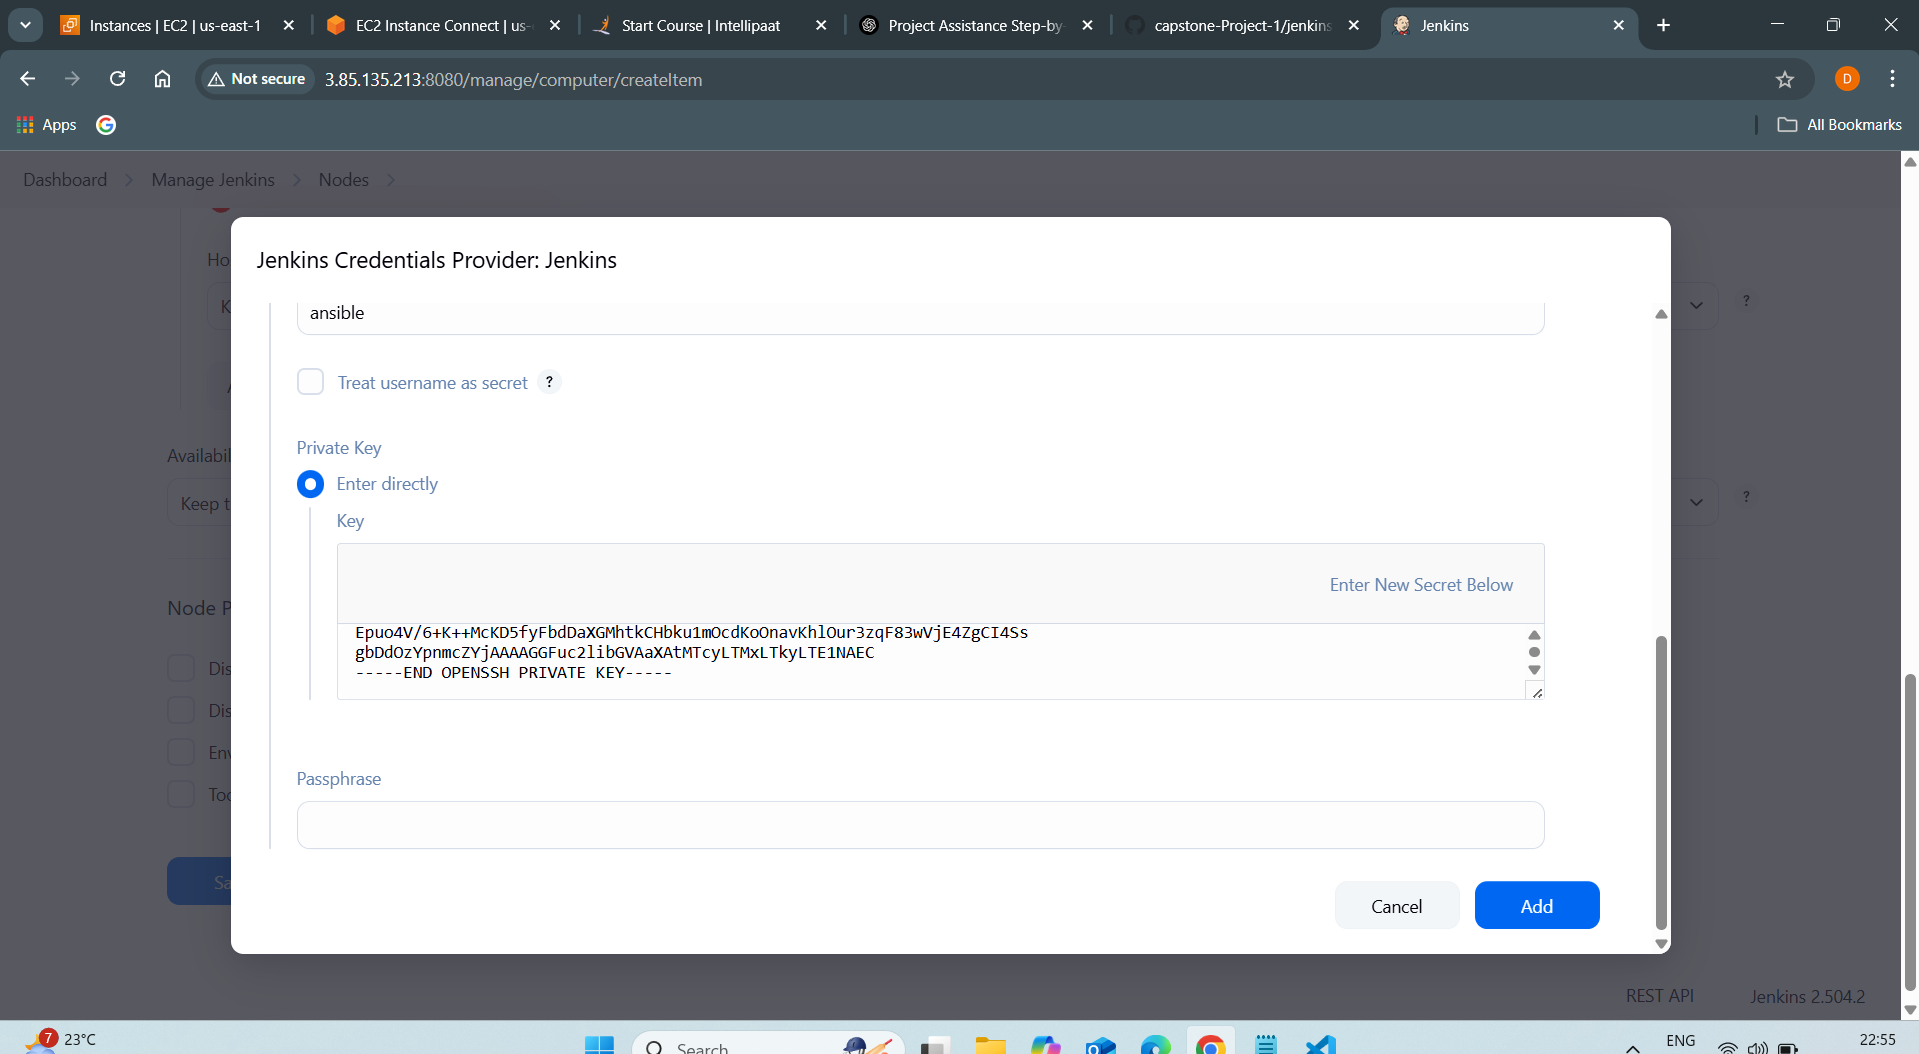 Instances | EC2 | us-east-1
EC2 Instance Connect | us-
Start Course | Intellipaat
Project Assistance Step-by-
capstone-Project-1/jenkins
Jenkins
Not secure
3.85.135.213:8080/manage/computer/createItem
D
Apps
All Bookmarks
Dashboard
Manage Jenkins
Nodes
Jenkins Credentials Provider: Jenkins
Ho
K
?
ansible
Treat username as secret ?
Private Key
Availabil
Enter directly
Keep t
?
Key
Enter New Secret Below
Node P
Epuo4V/6+K++McKD5fyFbdDaXGMhtkCHbku1mOcdKoOnavKhlOur3zqF83wVjE4ZgCI4Ss
gbDdOzYpnmcZYjAAAAGGFuc2libGVAaXAtMTcyLTMxLTkyLTE1NAEC
-----END OPENSSH PRIVATE KEY-----
Dis
Dis
Env
Too
Passphrase
Sa
Cancel
Add
REST API
Jenkins 2.504.2
7
23°C
Search
ENG
22:55